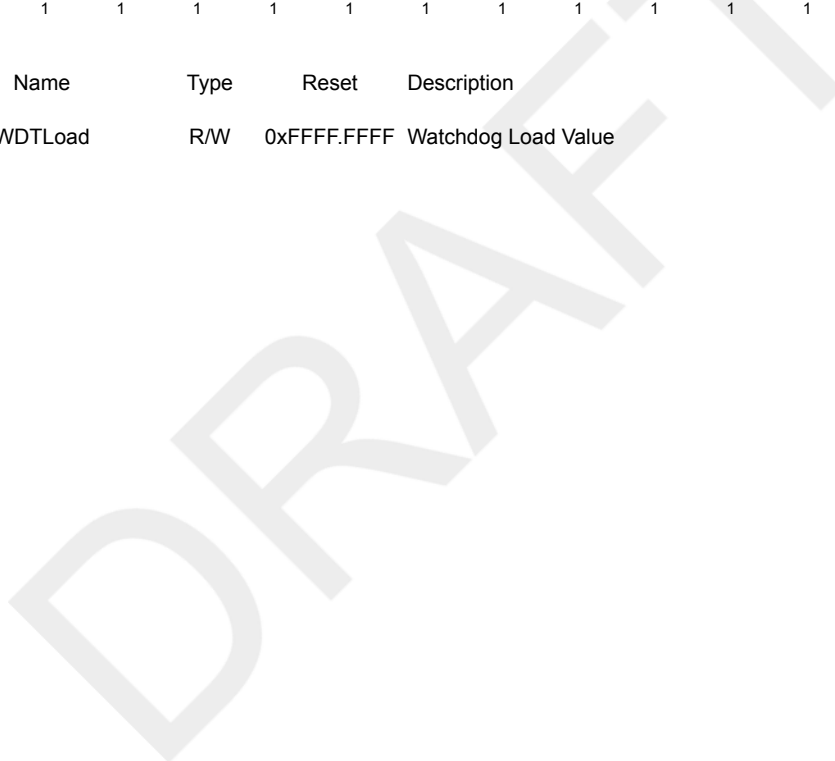 1 1 1 1 1 1 1 1 1 1 1
Name Type Reset Description
WDTLoad R/W 0xFFFF.FFFF Watchdog Load Value
DRAFT